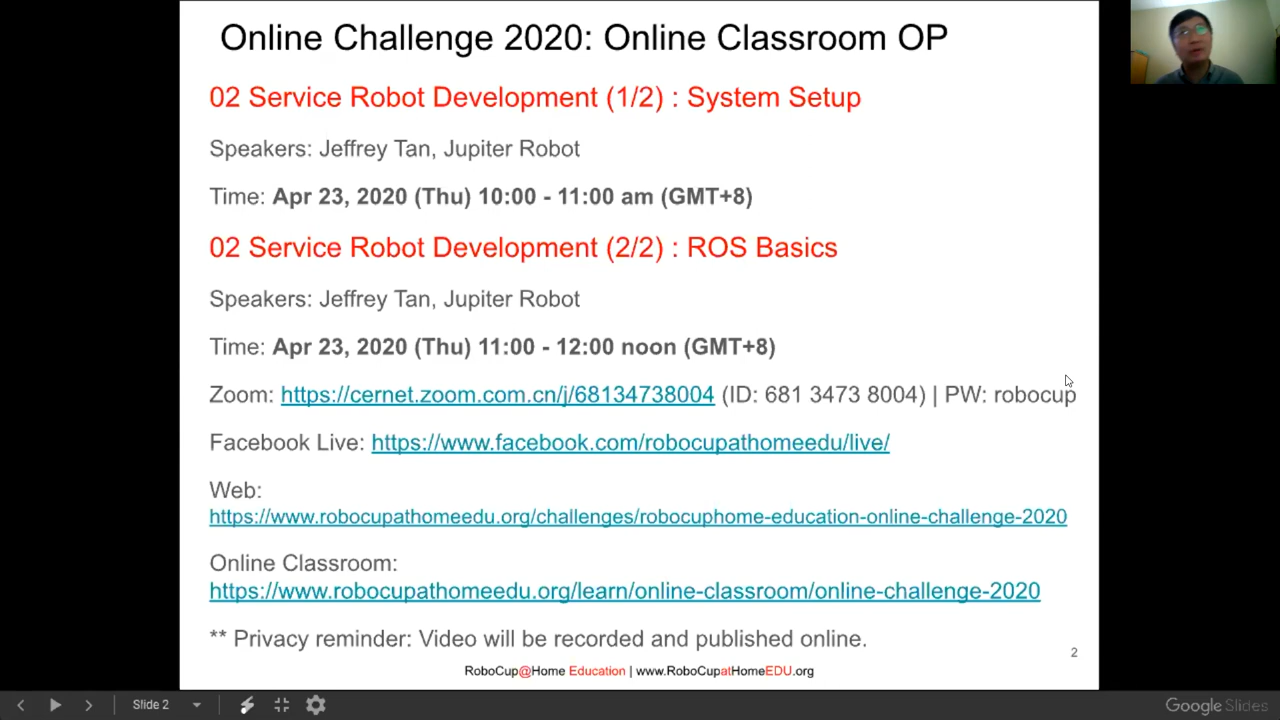 Online Challenge 2020: Online Classroom OP
02 Service Robot Development (1/2) : System Setup
Speakers: Jeffrey Tan, Jupiter Robot
Time: Apr 23, 2020 (Thu) 10:00 - 11:00 am (GMT+8)
02 Service Robot Development (2/2) : ROS Basics
Speakers: Jeffrey Tan, Jupiter Robot
Time: Apr 23, 2020 (Thu) 11:00 - 12:00 noon (GMT+8)
Zoom: https://cernet.zoom.com.cn/j/68134738004 (ID: 681 3473 8004) | PW: robocup
Facebook Live: https://www.facebook.com/robocupathomeedu/live/
Web:
https://www.robocupathomeedu.org/challenges/robocuphome-education-online-challenge-2020
Online Classroom:
https://www.robocupathomeedu.org/learn/online-classroom/online-challenge-2020
** Privacy reminder: Video will be recorded and published online.
2
RoboCup@Home Education | www.RoboCupatHomeEDU.org
Slide 2
Google Slides